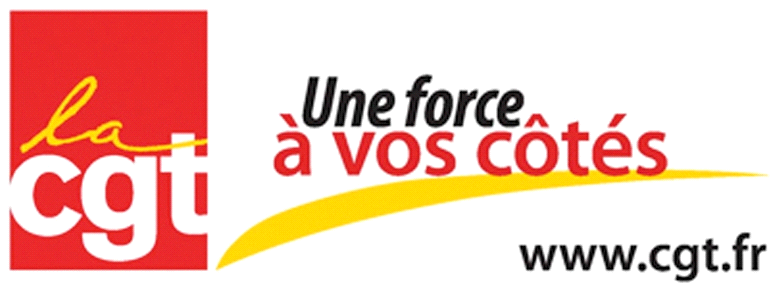 la
cgt
Une force
à vos côtés
www.cgt.fr